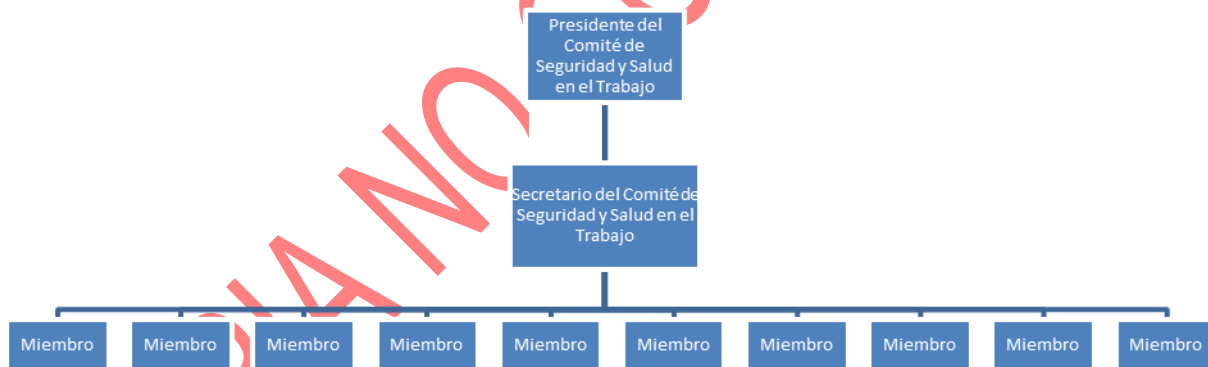 Presidente del
Comité de
Seguridad y Salud
en el Trabajo
Secretario del Comité de
Seguridad y Salud en el
Trabajo
Miembro Miembro Miembro Miembro Miembro Miembro Miembro Miembro Miembro Miembro